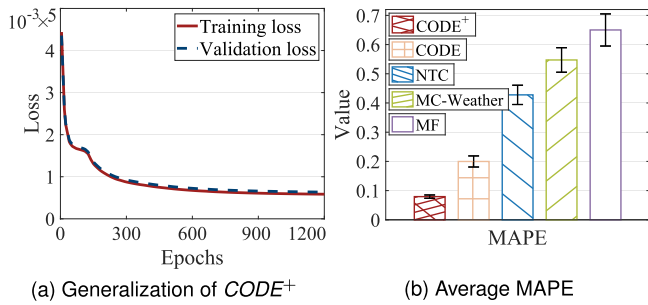 ×10^-3
5
4
3
2
1
0
Loss
Training loss
Validation loss
0 300 600 900 1200
Epochs
(a) Generalization of CODE+
0.7
0.6
0.5
0.4
0.3
0.2
0.1
0
Value
CODE+
CODE
NTC
MC-Weather
MF
MAPE
(b) Average MAPE